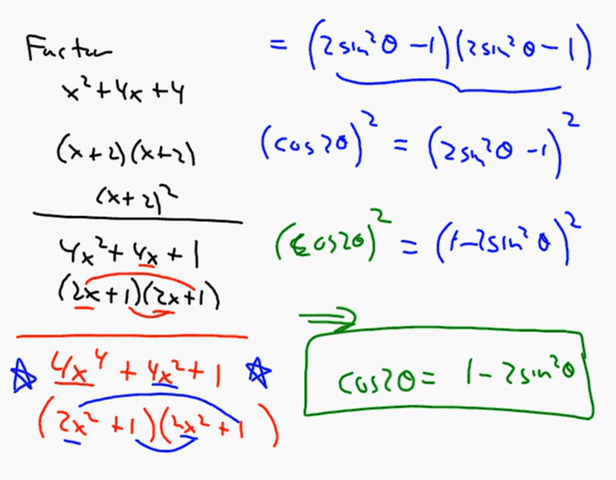 Factor
x² + 4x + 4
(x+2)(x+2)
(x+2)²
4x² + 4x + 1
(2x+1)(2x+1)
☆ 4x⁴ + 4x² + 1 ☆
(2x² + 1)(2x² + 1)
= (2sin²θ - 1)(2sin²θ - 1)
(cos2θ)² = (2sin²θ - 1)²
(cos2θ)² = (1 - 2sin²θ)²
⇒
cos2θ = 1 - 2sin²θ